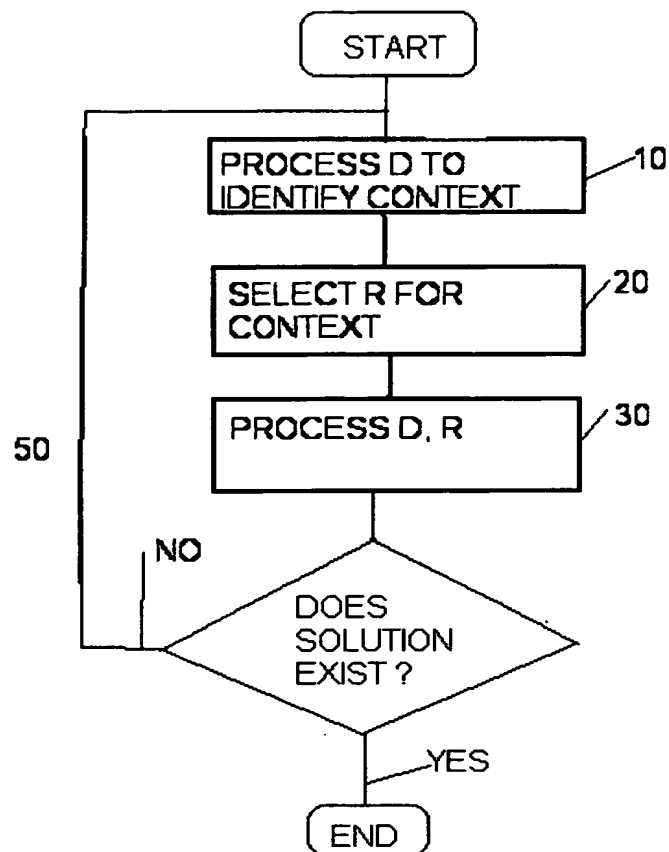 START
PROCESS D TO
IDENTIFY CONTEXT
10
SELECT R FOR
CONTEXT
20
PROCESS D, R
30
50
NO
DOES
SOLUTION
EXIST ?
YES
END